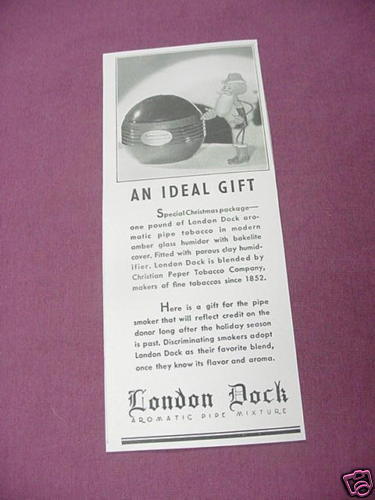 AN IDEAL GIFT
Special Christmas package—
one pound of London Dock aro-
matic pipe tobacco in modern
amber glass humidor with bakelite
cover. Fitted with porous clay humid-
ifier. London Dock is blended by
Christian Peper Tobacco Company,
makers of fine tobaccos since 1852.
Here is a gift for the pipe
smoker that will reflect credit on the
donor long after the holiday season
is past. Discriminating smokers adopt
London Dock as their favorite blend,
once they know its flavor and aroma.
London Dock
AROMATIC PIPE MIXTURE